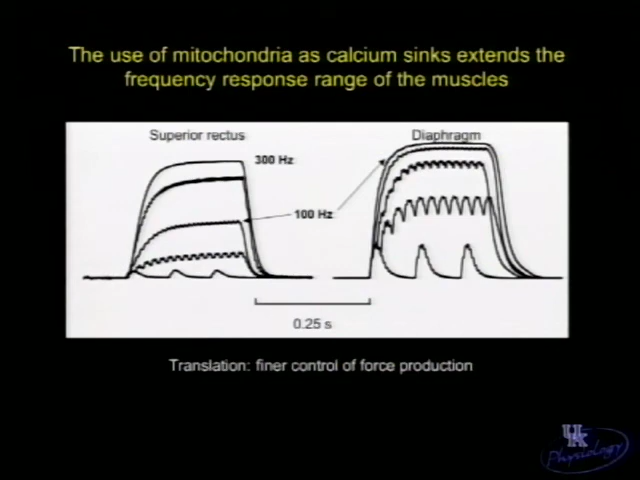 The use of mitochondria as calcium sinks extends the
frequency response range of the muscles
Superior rectus
Diaphragm
300 Hz
100 Hz
0.25 s
Translation: finer control of force production
UK
Physiology